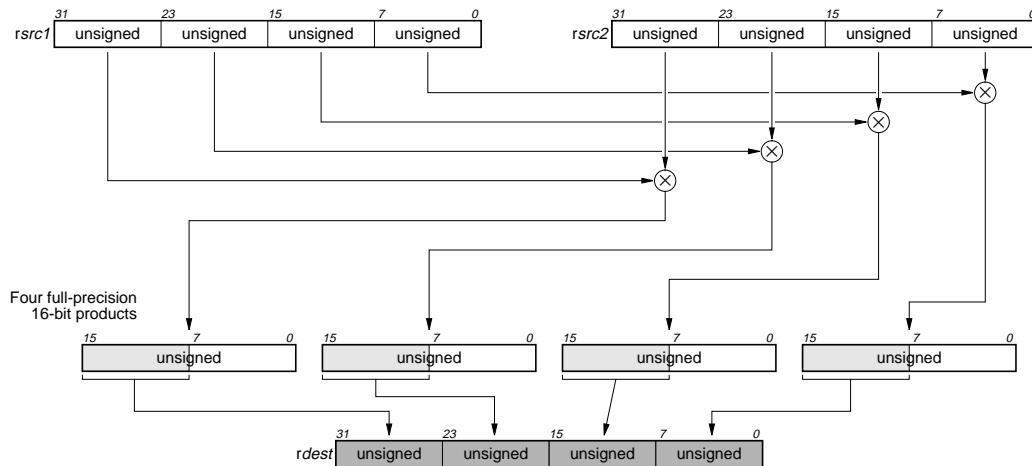 31 23 15 7 0 31 23 15 7 0
rsrc1 unsigned unsigned unsigned unsigned rsrc2 unsigned unsigned unsigned unsigned
Four full-precision
16-bit products
15 7 0 15 7 0 15 7 0 15 7 0
unsigned unsigned unsigned unsigned
31 23 15 7 0
rdest unsigned unsigned unsigned unsigned